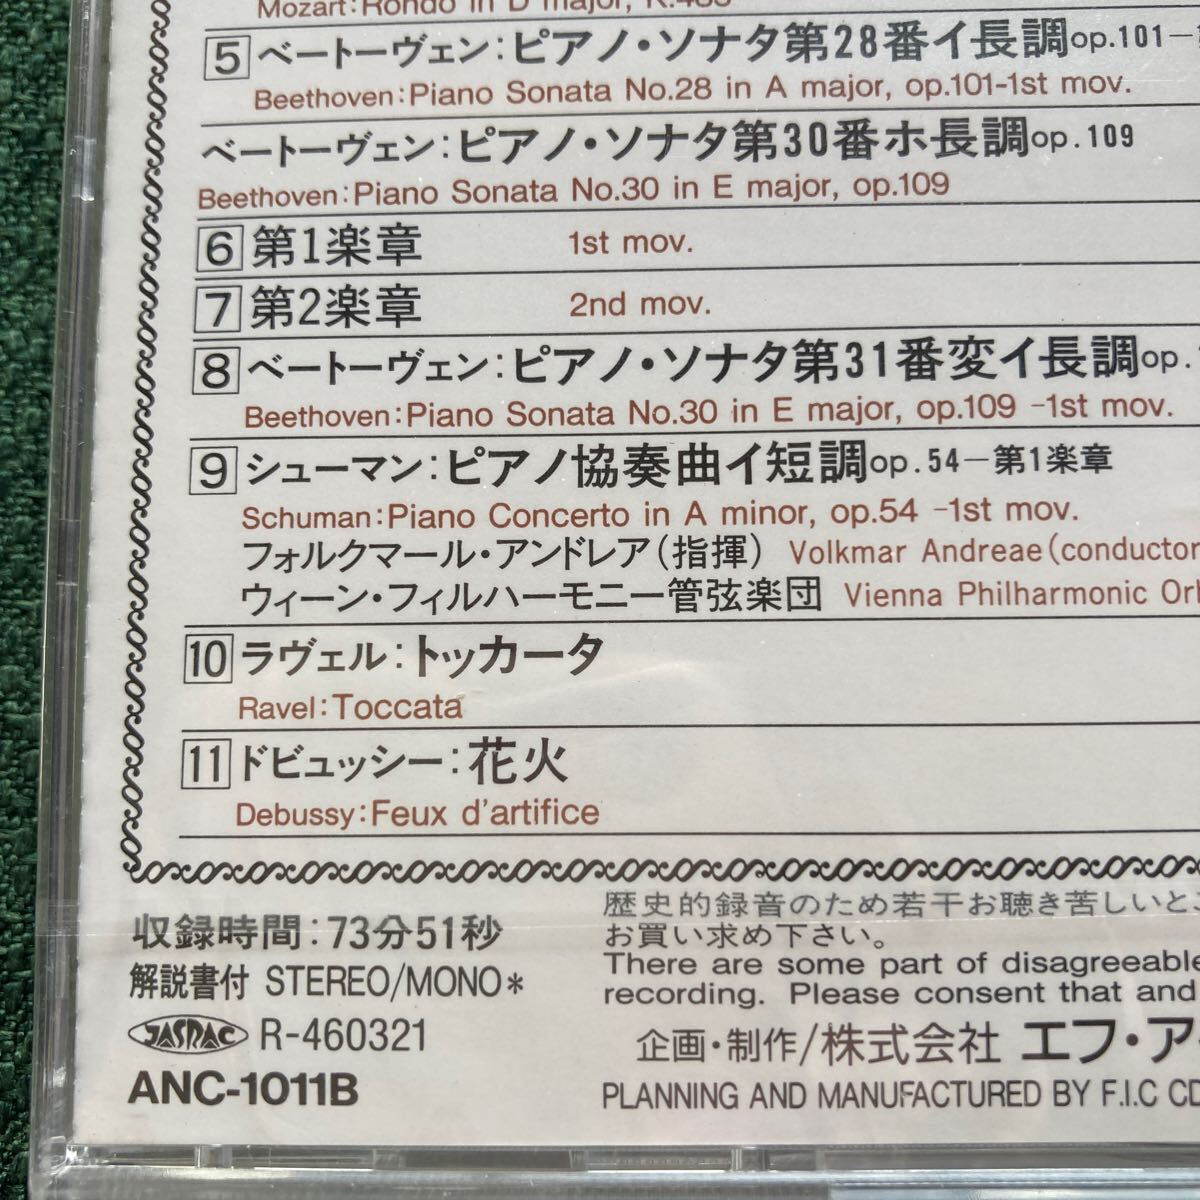 Mozart:Rondo in D major, K.485
5 ベートーヴェン:ピアノ・ソナタ第28番イ長調op.101-
Beethoven:Piano Sonata No.28 in A major, op.101-1st mov.
ベートーヴェン:ピアノ・ソナタ第30番ホ長調op.109
Beethoven:Piano Sonata No.30 in E major, op.109
6 第1楽章 1st mov.
7 第2楽章 2nd mov.
8 ベートーヴェン:ピアノ・ソナタ第31番変イ長調op.
Beethoven:Piano Sonata No.30 in E major, op.109 -1st mov.
9 シューマン:ピアノ協奏曲イ短調op.54-第1楽章
Schuman:Piano Concerto in A minor, op.54 -1st mov.
フォルクマール・アンドレア(指揮) Volkmar Andreae(conductor
ウィーン・フィルハーモニー管弦楽団 Vienna Philharmonic Or
10 ラヴェル:トッカータ
Ravel:Toccata
11 ドビュッシー:花火
Debussy:Feux d'artifice
収録時間:73分51秒
解説書付 STEREO/MONO*
JASRAC R-460321
ANC-1011B
歴史的録音のため若干お聴き苦しいと
お買い求め下さい。
There are some part of disagreeable
recording. Please consent that and
企画・制作/株式会社 エフ・ア
PLANNING AND MANUFACTURED BY F.I.C CD